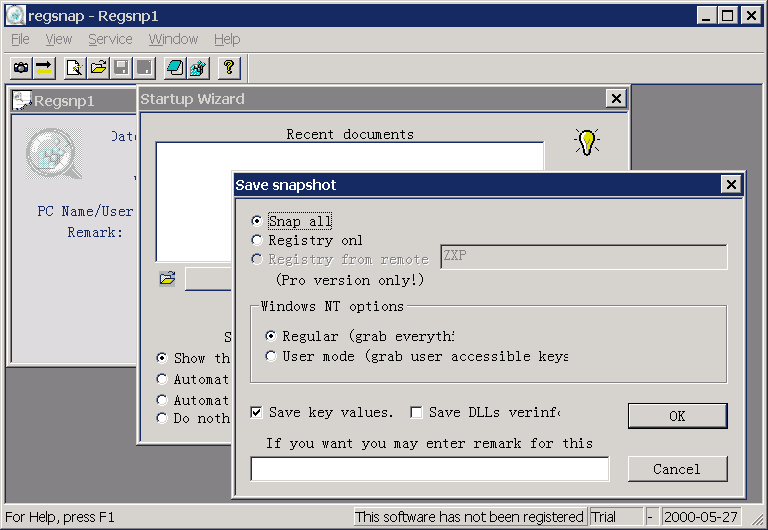 regsnap - Regsnp1
File View Service Window Help
Regsnp1
Date
PC Name/User
Remark:
Startup Wizard
Recent documents
Show th
Automat
Automat
Do noth
Save snapshot
Snap all
Registry onl
Registry from remote
ZXP
(Pro version only!)
Windows NT options
Regular (grab everythi
User mode (grab user accessible keys
Save key values.
Save DLLs verinfo
OK
If you want you may enter remark for this
Cancel
For Help, press F1
This software has not been registered
Trial
-
2000-05-27